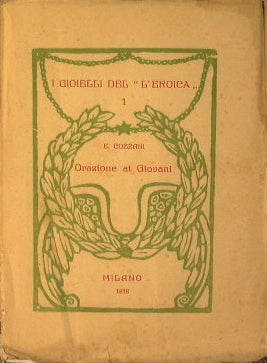 I GIOIELLI DEL "L'EROICA„
1
E. COZZANI
Orazione ai Giovani
MILANO
1916